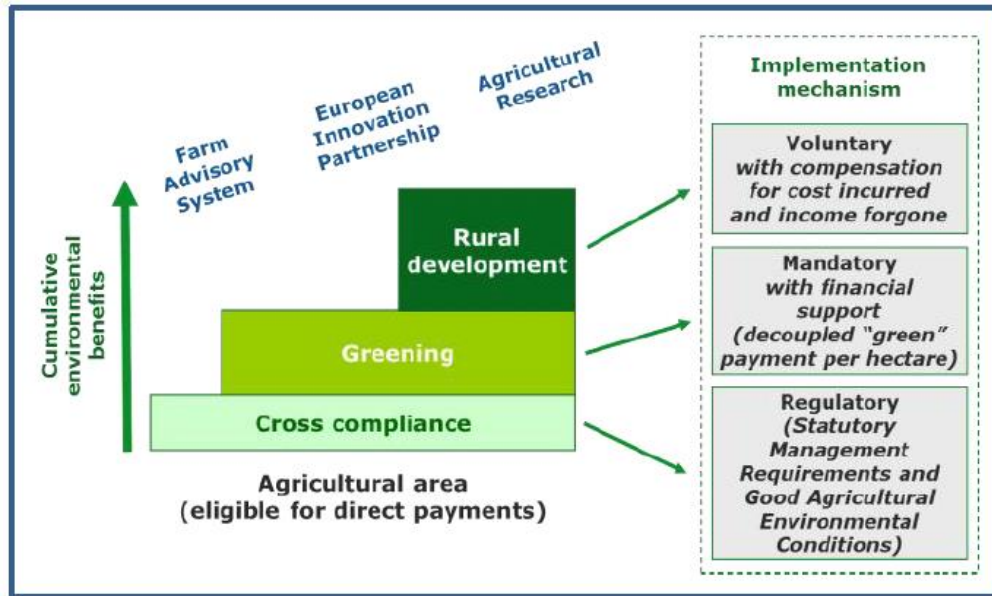 Farm
Advisory
System
European
Innovation
Partnership
Agricultural
Research
Cumulative
environmental
benefits
Rural
development
Greening
Cross compliance
Agricultural area
(eligible for direct payments)
Implementation
mechanism
Voluntary
with compensation
for cost incurred
and income forgone
Mandatory
with financial
support
(decoupled “green”
payment per hectare)
Regulatory
(Statutory
Management
Requirements and
Good Agricultural
Environmental
Conditions)